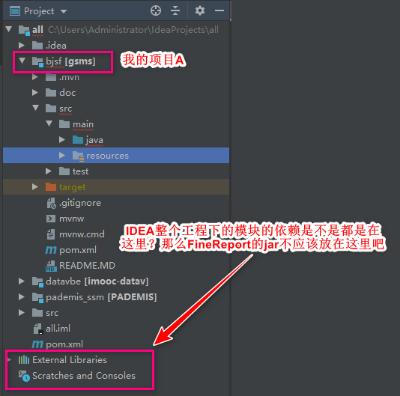 Project
all C:\Users\Administrator\IdeaProjects\all
.idea
bjsf [gsms]
我的项目A
.mvn
doc
src
main
java
resources
test
target
.gitignore
mvnw
mvnw.cmd
pom.xml
README.MD
IDEA整个工程下的模块的依赖是不是都是在
这里？那么FineReport的jar不应该放在这里吧
databve [imooc-datav]
pademis_ssm [PADEMIS]
src
all.iml
pom.xml
External Libraries
Scratches and Consoles